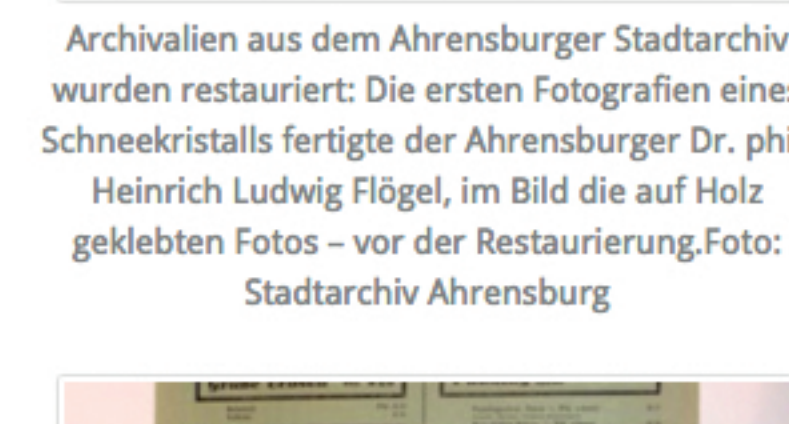 Archivalien aus dem Ahrensburger Stadtarchiv
wurden restauriert: Die ersten Fotografien eines
Schneekristalls fertigte der Ahrensburger Dr. phi
Heinrich Ludwig Flögel, im Bild die auf Holz
geklebten Fotos – vor der Restaurierung.Foto:
Stadtarchiv Ahrensburg